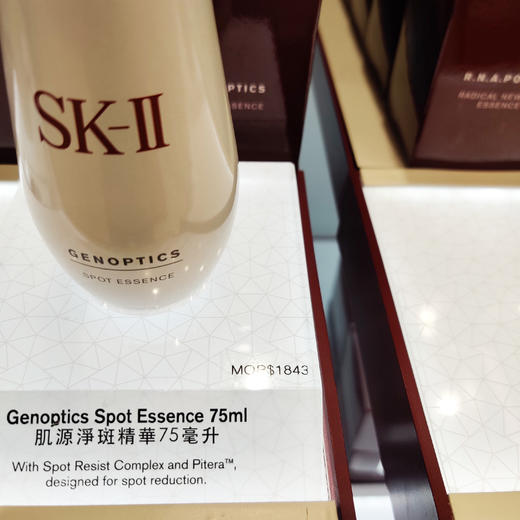 SK-II
GENOPTICS
SPOT ESSENCE
OPTICS
ESSENCE
R.N.A.PO
RADICAL NEW
ESSENCE
MOP$1843
Genoptics Spot Essence 75ml
肌源淨斑精華75毫升
With Spot Resist Complex and Pitera™,
designed for spot reduction.